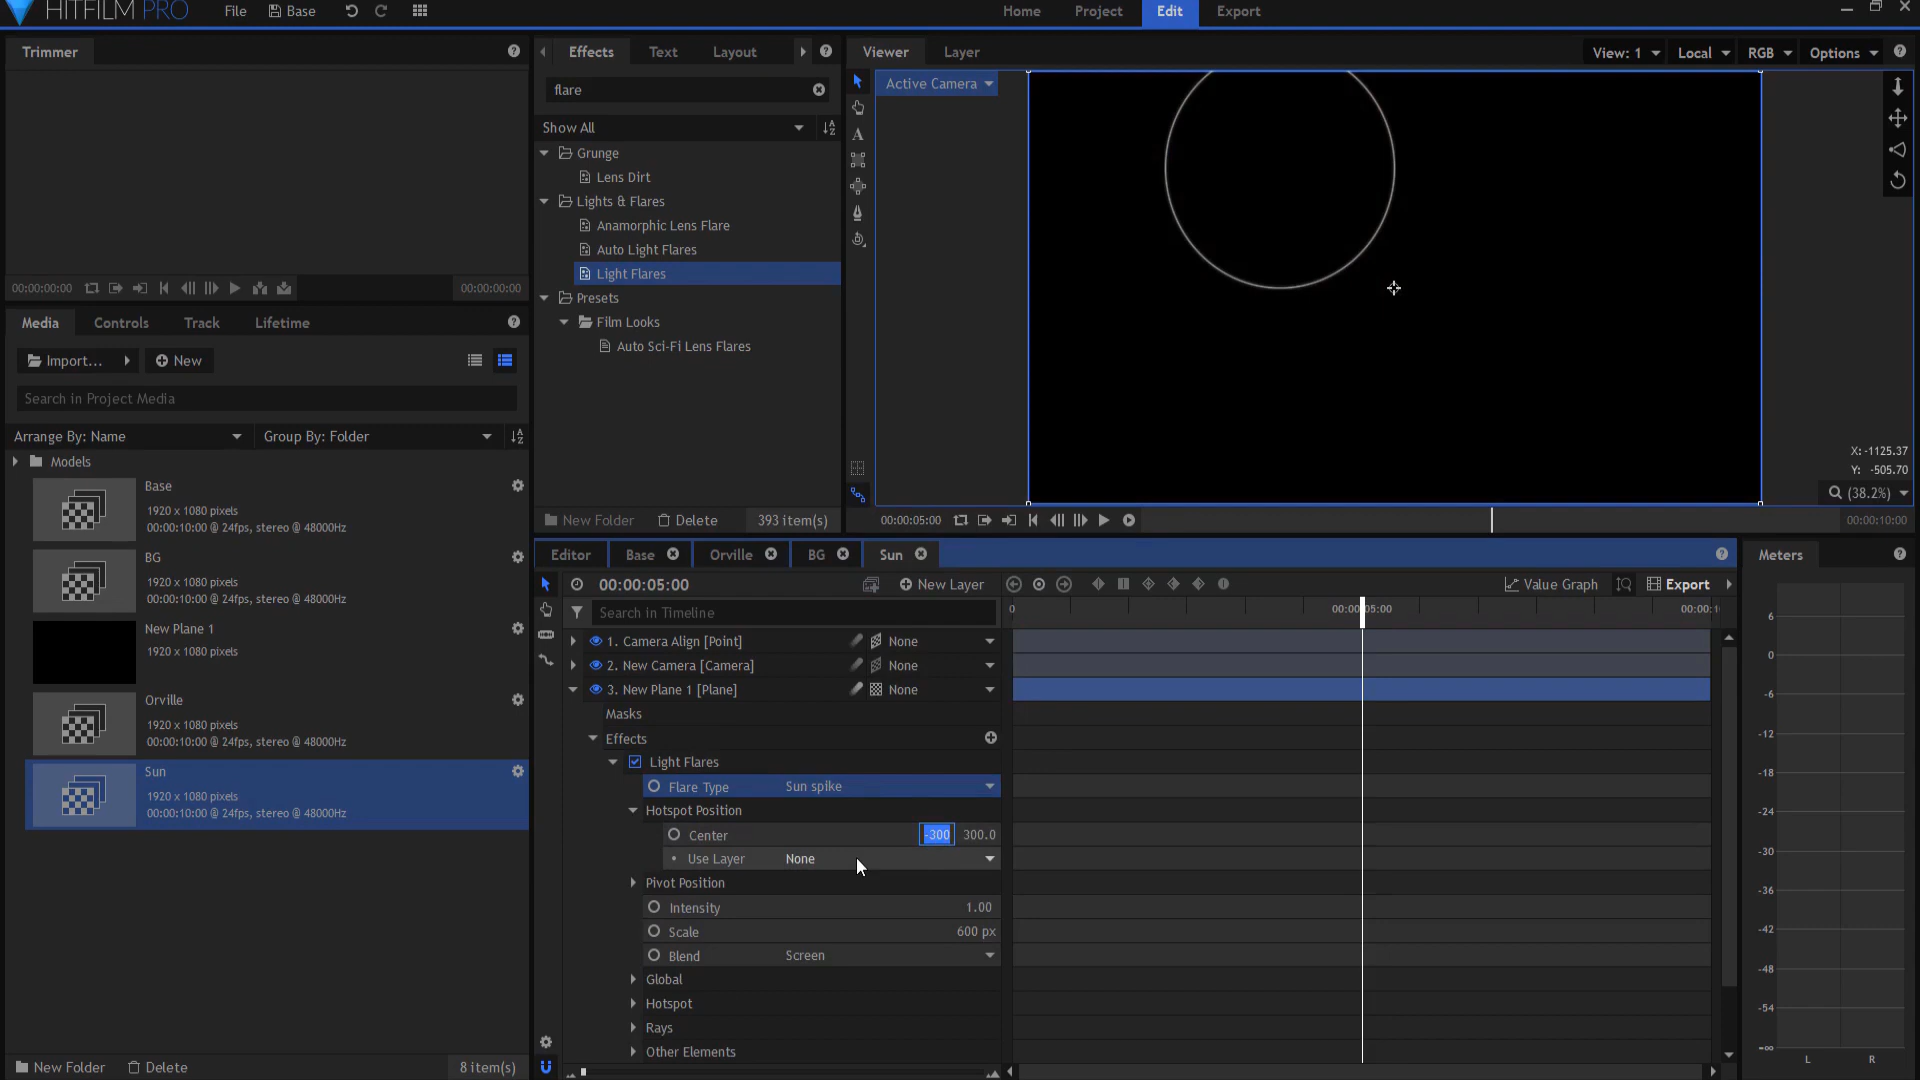 HITFILM PRO
File
Base
Home
Project
Edit
Export
Trimmer
00:00:00:00
00:00:00:00
Effects
Text
Layout
flare
Show All
Grunge
Lens Dirt
Lights & Flares
Anamorphic Lens Flare
Auto Light Flares
Light Flares
Presets
Film Looks
Auto Sci-Fi Lens Flares
New Folder
Delete
393 item(s)
Viewer
Layer
View: 1
Local
RGB
Options
Active Camera
X: -1125.37
Y: -505.70
(38.2%)
00:00:05:00
00:00:10:00
Media
Controls
Track
Lifetime
Import...
New
Search in Project Media
Arrange By: Name
Group By: Folder
Models
Base
1920 x 1080 pixels
00:00:10:00 @ 24fps, stereo @ 48000Hz
BG
1920 x 1080 pixels
00:00:10:00 @ 24fps, stereo @ 48000Hz
New Plane 1
1920 x 1080 pixels
Orville
1920 x 1080 pixels
00:00:10:00 @ 24fps, stereo @ 48000Hz
Sun
1920 x 1080 pixels
00:00:10:00 @ 24fps, stereo @ 48000Hz
New Folder
Delete
8 item(s)
Editor
Base
Orville
BG
Sun
00:00:05:00
New Layer
Value Graph
Export
Search in Timeline
0
00:00:05:00
00:00:1
1. Camera Align [Point]
None
2. New Camera [Camera]
None
3. New Plane 1 [Plane]
None
Masks
Effects
Light Flares
Flare Type
Sun spike
Hotspot Position
Center
-300
300.0
Use Layer
None
Pivot Position
Intensity
1.00
Scale
600 px
Blend
Screen
Global
Hotspot
Rays
Other Elements
Meters
6
0
-6
-12
-18
-24
-30
-36
-42
-48
-54
-∞
L
R